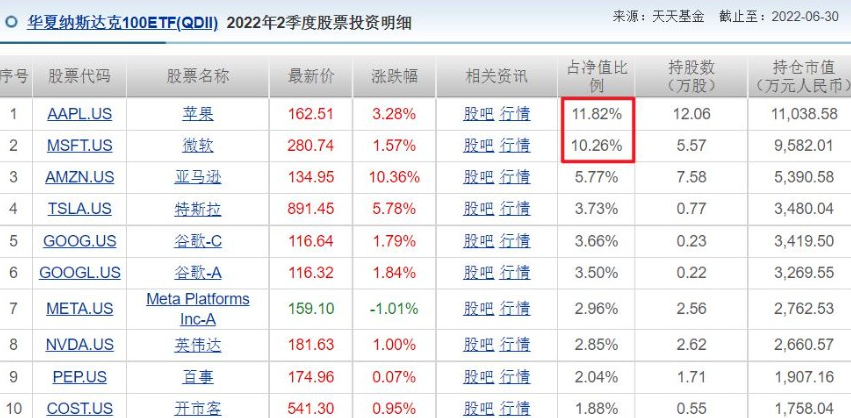 华夏纳斯达克100ETF(QDII) 2022年2季度股票投资明细 来源：天天基金 截止至：2022-06-30
序号 股票代码 股票名称 最新价 涨跌幅 相关资讯 占净值比例 持股数（万股） 持仓市值（万元人民币）
1 AAPL.US 苹果 162.51 3.28% 股吧 行情 11.82% 12.06 11,038.58
2 MSFT.US 微软 280.74 1.57% 股吧 行情 10.26% 5.57 9,582.01
3 AMZN.US 亚马逊 134.95 10.36% 股吧 行情 5.77% 7.58 5,390.58
4 TSLA.US 特斯拉 891.45 5.78% 股吧 行情 3.73% 0.77 3,480.04
5 GOOG.US 谷歌-C 116.64 1.79% 股吧 行情 3.66% 0.23 3,419.50
6 GOOGL.US 谷歌-A 116.32 1.84% 股吧 行情 3.50% 0.22 3,269.55
7 META.US Meta Platforms Inc-A 159.10 -1.01% 股吧 行情 2.96% 2.56 2,762.53
8 NVDA.US 英伟达 181.63 1.00% 股吧 行情 2.85% 2.62 2,660.57
9 PEP.US 百事 174.96 0.07% 股吧 行情 2.04% 1.71 1,907.16
10 COST.US 开市客 541.30 0.95% 股吧 行情 1.88% 0.55 1,758.04